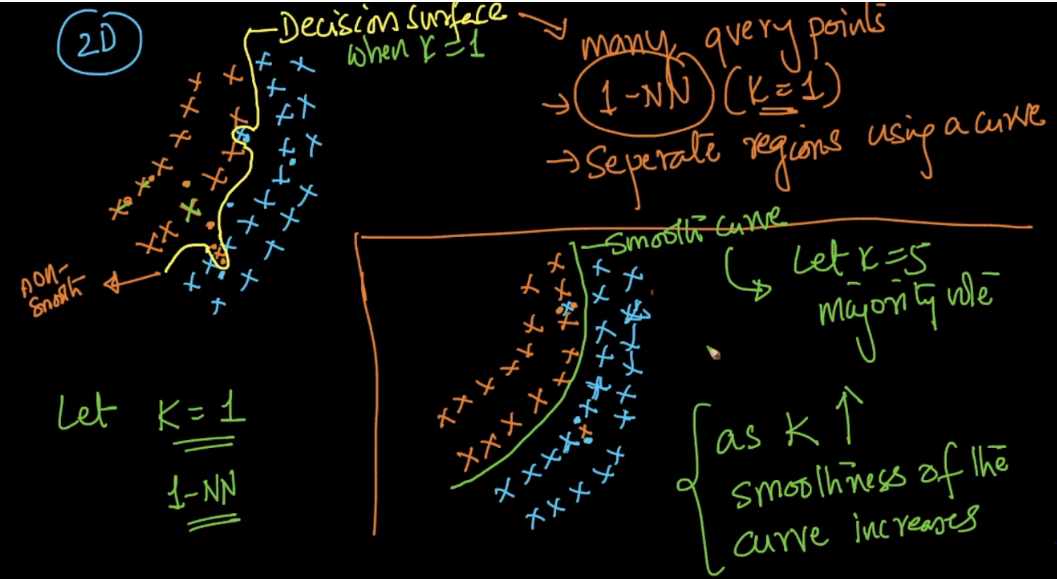 2D
Decision surface
when K=1
→ many query points
→ 1-NN (K=1)
→ Seperate regions using a curve
non-
smooth
Let K=1
1-NN
smooth curve
Let K=5
majority vote
as K ↑
smoothness of the
curve increases